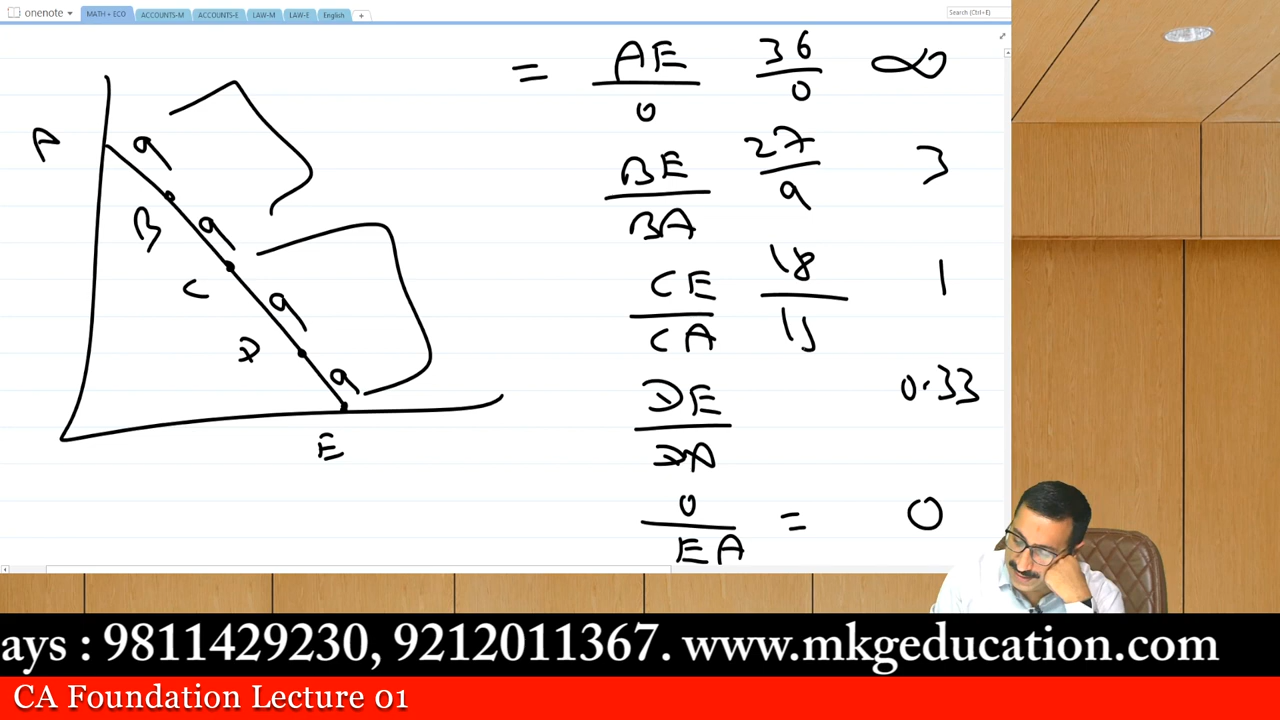 onenote
MATH + ECO ACCOUNTS-M ACCOUNTS-E LAW-M LAW-E English +
Search (Ctrl+E)
A
9
B
9
C
9
D
9
E
= AE/0 36/0 ∞
BE/BA 27/9 3
CE/CA 18/15 1
DE/DA 0.33
0/EA = 0
ays : 9811429230, 9212011367. www.mkgeducation.com
CA Foundation Lecture 01